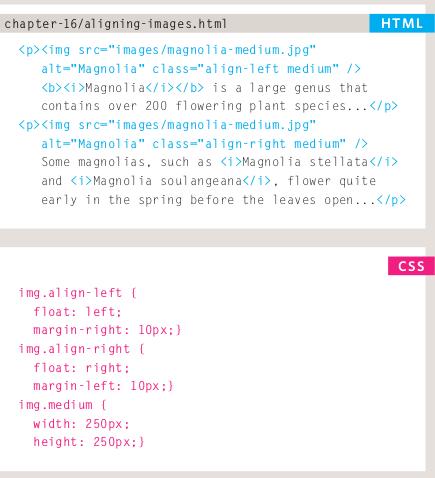 chapter-16/aligning-images.html HTML
<p><img src="images/magnolia-medium.jpg"
alt="Magnolia" class="align-left medium" />
<b><i>Magnolia</i></b> is a large genus that
contains over 200 flowering plant species...</p>
<p><img src="images/magnolia-medium.jpg"
alt="Magnolia" class="align-right medium" />
Some magnolias, such as <i>Magnolia stellata</i>
and <i>Magnolia soulangeana</i>, flower quite
early in the spring before the leaves open...</p>
CSS
img.align-left {
float: left;
margin-right: 10px;}
img.align-right {
float: right;
margin-left: 10px;}
img.medium {
width: 250px;
height: 250px;}